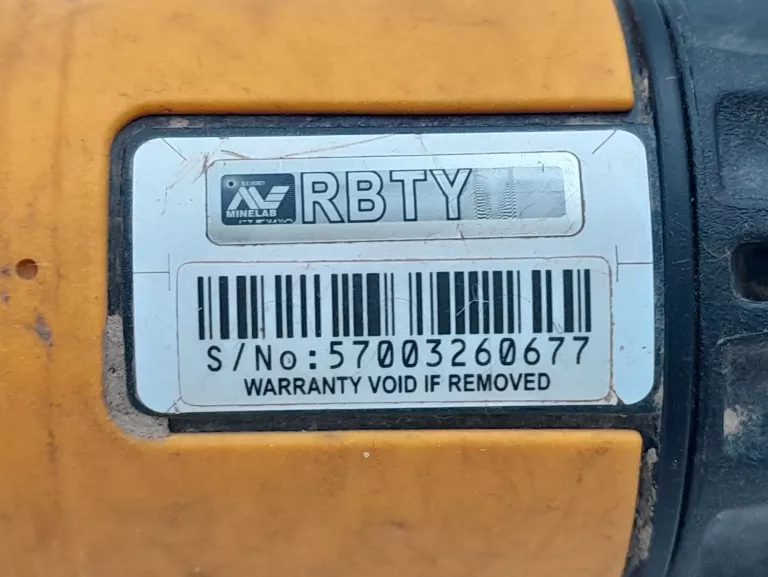 MINELAB
RBTY
S/No:57003260677
WARRANTY VOID IF REMOVED